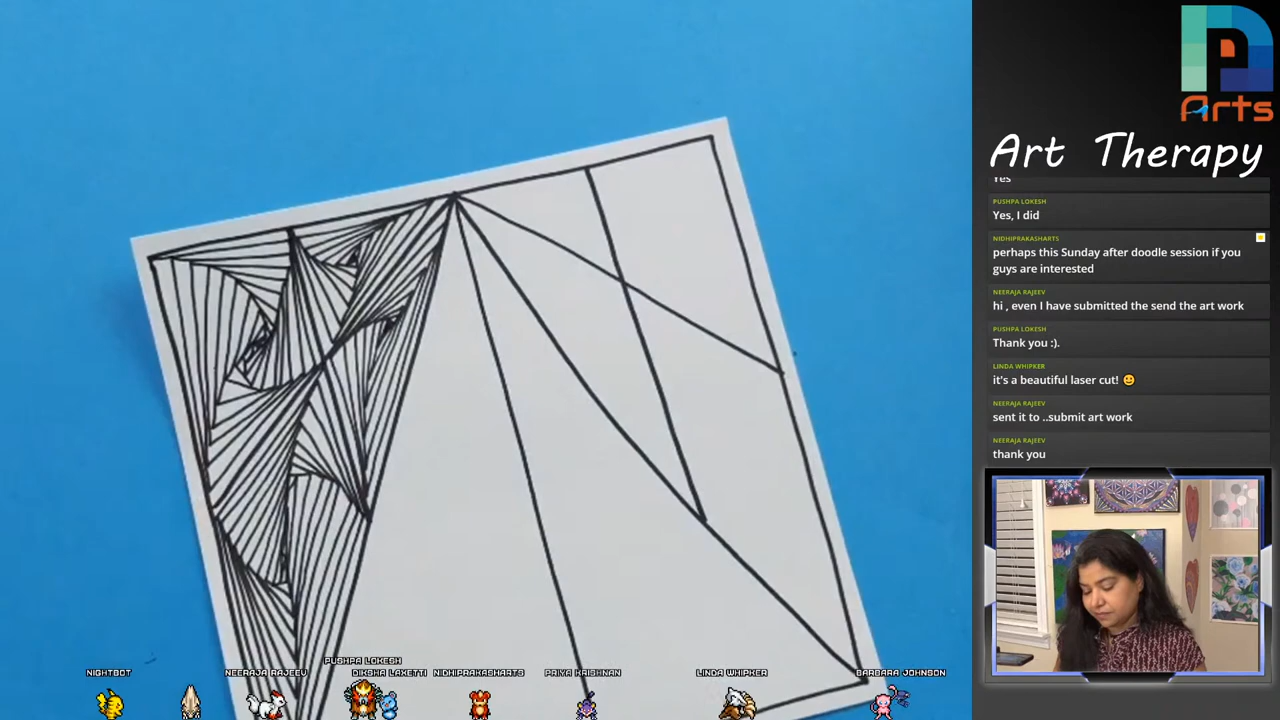 Arts
Art Therapy
Yes
PUSHPA LOKESH
Yes, I did
NIDHIPRAKASHARTS
perhaps this Sunday after doodle session if you
guys are interested
NEERAJA RAJEEV
hi , even I have submitted the send the art work
PUSHPA LOKESH
Thank you :).
LINDA WHIPKER
it's a beautiful laser cut! 😃
NEERAJA RAJEEV
sent it to ..submit art work
NEERAJA RAJEEV
thank you
PUSHPA LOKESH
NIGHTBOT NEERAJA RAJEEV DIKSHA LAXETTI NIDHIPRAKASHARTS PRIYA KRISHNAN LINDA WHIPKER BARBARA JOHNSON